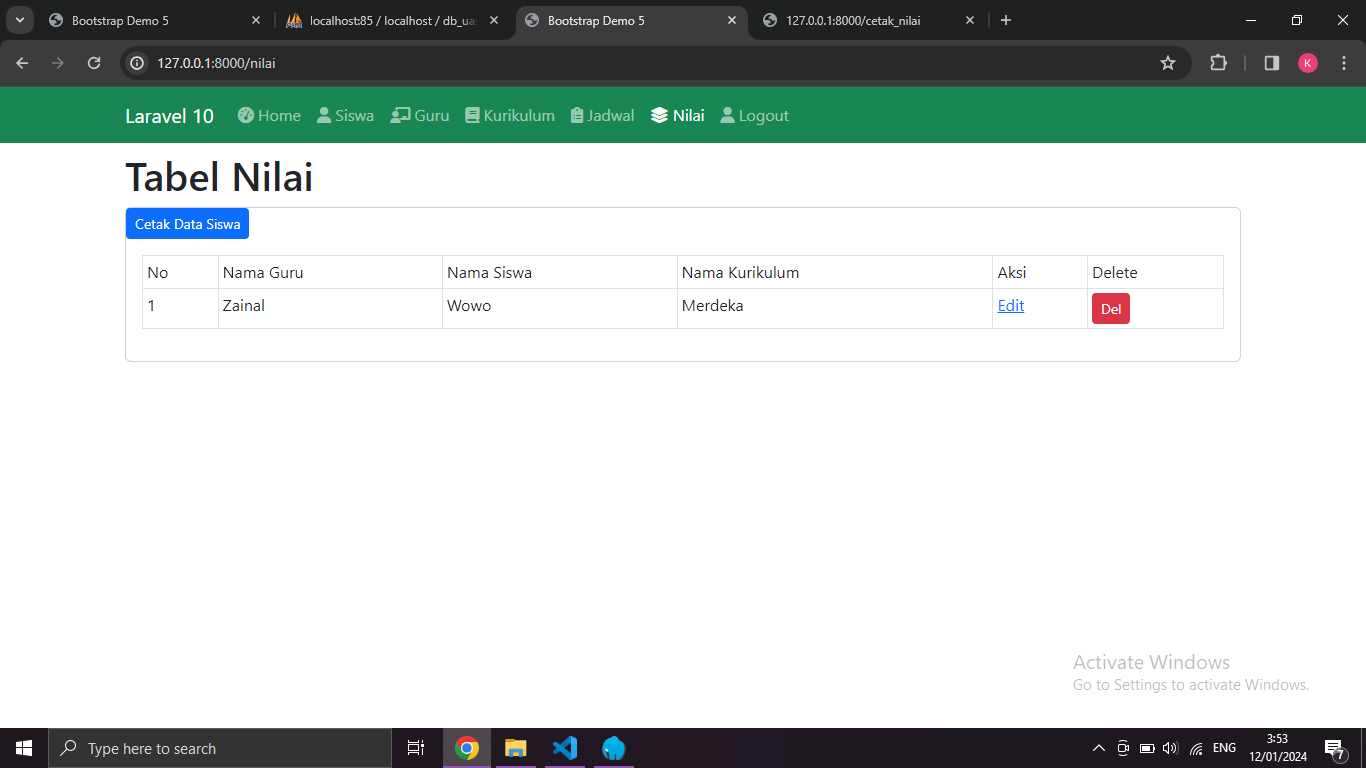 Bootstrap Demo 5
localhost:85 / localhost / db_ua
Bootstrap Demo 5
127.0.0.1:8000/cetak_nilai
127.0.0.1:8000/nilai
K
Laravel 10 Home Siswa Guru Kurikulum Jadwal Nilai Logout
Tabel Nilai
Cetak Data Siswa
No Nama Guru Nama Siswa Nama Kurikulum Aksi Delete
1 Zainal Wowo Merdeka Edit Del
Activate Windows
Go to Settings to activate Windows.
Type here to search
ENG
3:53
12/01/2024
7